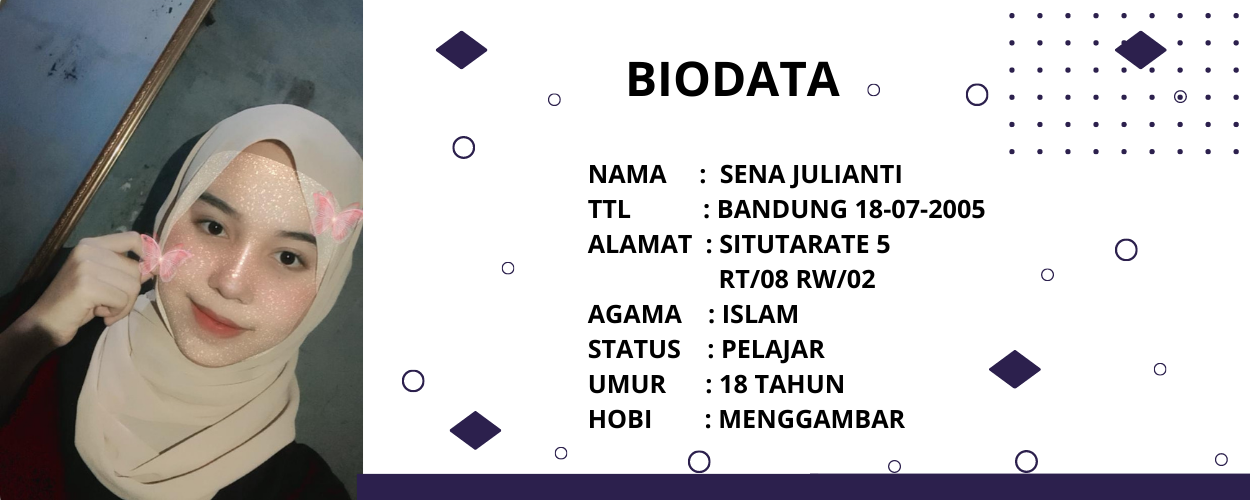 BIODATA
NAMA : SENA JULIANTI
TTL : BANDUNG 18-07-2005
ALAMAT : SITUTARATE 5
RT/08 RW/02
AGAMA : ISLAM
STATUS : PELAJAR
UMUR : 18 TAHUN
HOBI : MENGGAMBAR